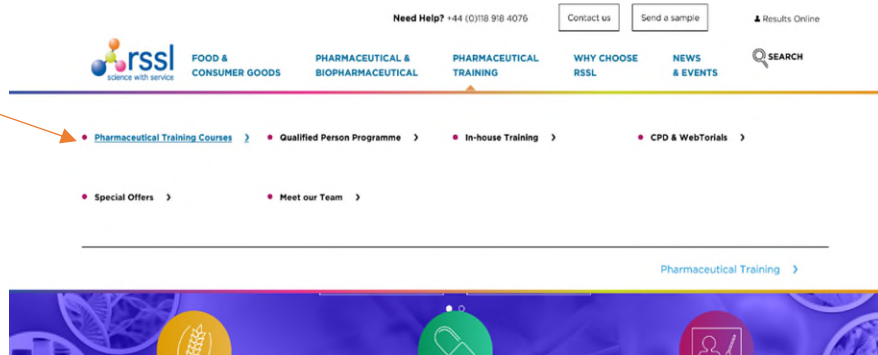 Need Help? +44 (0)118 918 4076
Contact us
Send a sample
Results Online
rssl
science with service
FOOD &
CONSUMER GOODS
PHARMACEUTICAL &
BIOPHARMACEUTICAL
PHARMACEUTICAL
TRAINING
WHY CHOOSE
RSSL
NEWS
& EVENTS
SEARCH
Pharmaceutical Training Courses
Qualified Person Programme
In-house Training
CPD & WebTorials
Special Offers
Meet our Team
Pharmaceutical Training